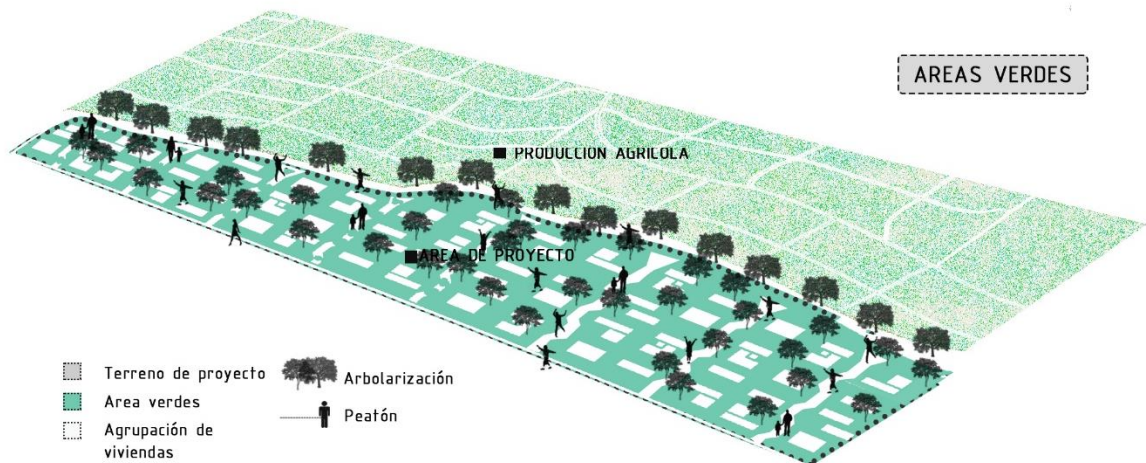 AREAS VERDES
PRODUCCION AGRICOLA
AREA DE PROYECTO
Terreno de proyecto
Area verdes
Agrupación de
viviendas
Arbolarización
Peatón